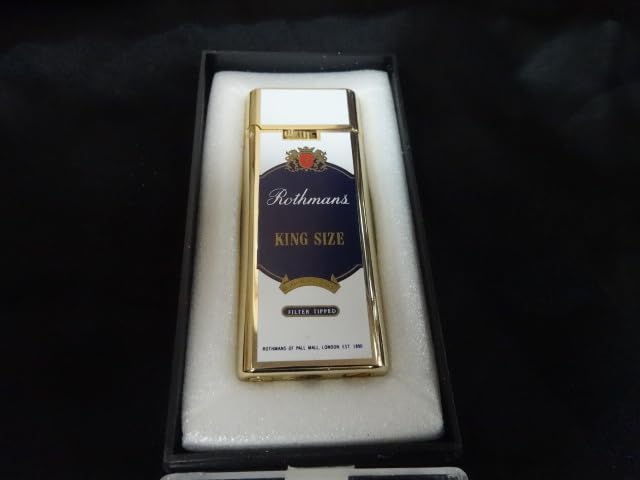 Rothmans
KING SIZE
FILTER TIPPED
ROTHMANS OF PALL MALL, LONDON EST. 1890